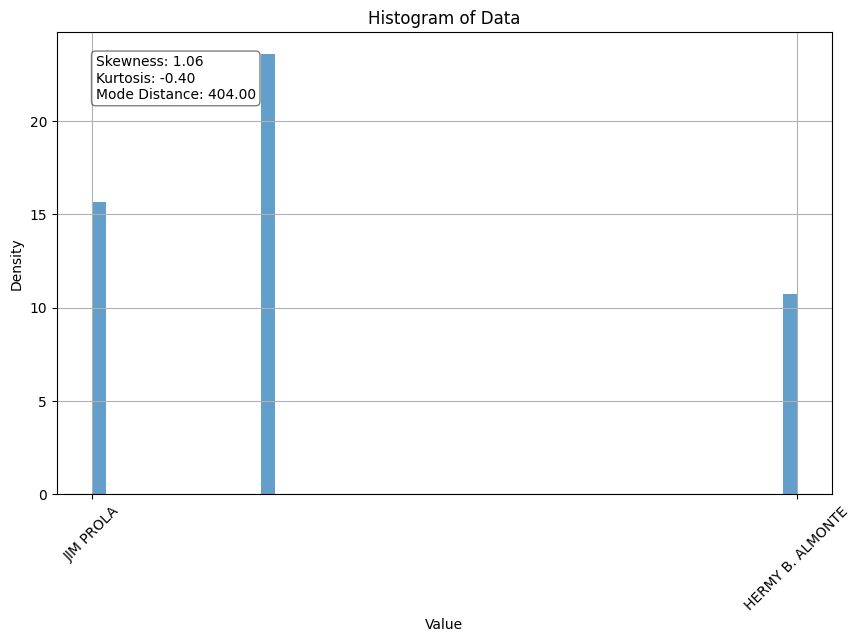 Histogram of Data
Skewness: 1.06
Kurtosis: -0.40
Mode Distance: 404.00
20
15
10
5
0
Density
JIM PROLA
HERMY B. ALMONTE
Value